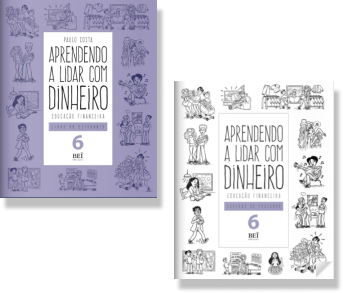 PAULO COSTA
APRENDENDO
A LIDAR COM
DINHEIRO
EDUCAÇÃO FINANCEIRA
LIVRO DO ESTUDANTE
6
BEĨ
APRENDENDO
A LIDAR COM
DINHEIRO
EDUCAÇÃO FINANCEIRA
6
BEĨ